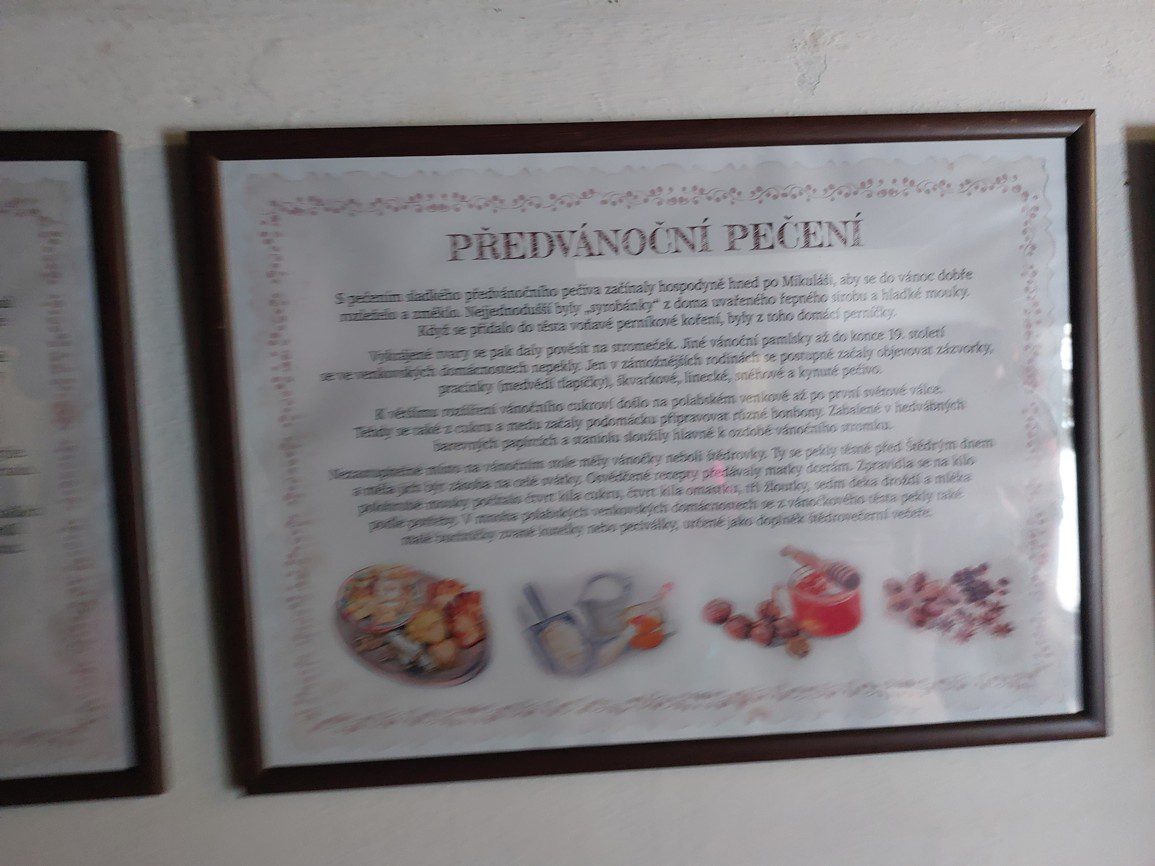 PŘEDVÁNOČNÍ PEČENÍ
S pečením sladkého předvánočního pečiva začínaly hospodyně hned po Mikuláši, aby se do vánoc dobře
rozleželo a změklo. Nejjednodušší byly „syrobánky“ z doma uvařeného řepného sirobu a hladké mouky.
Když se přidalo do těsta voňavé perníkové koření, byly z toho domácí perníčky.
Vykrájené tvary se pak daly pověsit na stromeček. Jiné vánoční pamlsky až do konce 19. století
se ve venkovských domácnostech nepekly. Jen v zámožnějších rodinách se postupně začaly objevovat zázvorky,
pracinky (medvědí tlapičky), škvarkové, linecké, sněhové a kynuté pečivo.
K většímu rozšíření vánočního cukroví došlo na polabském venkově až po první světové válce.
Tehdy se také z cukru a medu začaly podomácku připravovat různé bonbony. Zabalené v hedvábných
barevných papírcích a staniolu sloužily hlavně k ozdobě vánočního stromku.
Nezastupitelné místo na vánočním stole měly vánočky neboli štědrovky. Ty se pekly těsně před Štědrým dnem
a měla jich být zásoba na celé svátky. Osvědčené recepty předávaly matky dcerám. Zpravidla se na kilo
polohrubé mouky počítalo čtvrt kila cukru, čtvrt kila omastku, tři žloutky, sedm deka droždí a mléka
podle potřeby. V mnoha polabských venkovských domácnostech se z vánočkového těsta pekly také
malé buchtičky zvané kunelky nebo peciválky, určené jako doplněk štědrovečerní večeře.